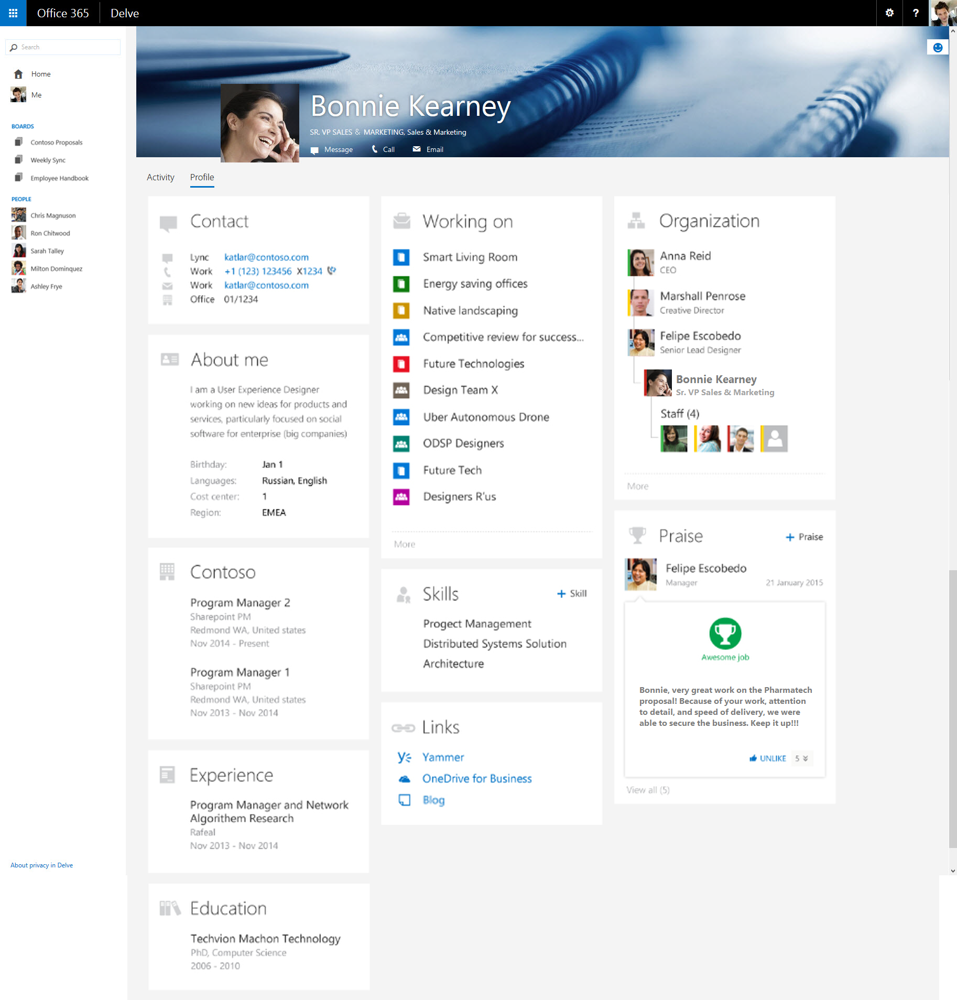 Office 365
Delve
?
Search
Home
Me
BOARDS
Contoso Proposals
Weekly Sync
Employee Handbook
PEOPLE
Chris Magnuson
Ron Chitwood
Sarah Talley
Milton Dominquez
Ashley Frye
About privacy in Delve
Bonnie Kearney
SR. VP SALES & MARKETING, Sales & Marketing
Message Call Email
Activity Profile
Contact
Lync katlar@contoso.com
Work +1 (123) 123456 X1234
Work katlar@contoso.com
Office 01/1234
About me
I am a User Experience Designer
working on new ideas for products and
services, particularly focused on social
software for enterprise (big companies)
Birthday: Jan 1
Languages: Russian, English
Cost center: 1
Region: EMEA
Contoso
Program Manager 2
Sharepoint PM
Redmond WA, United states
Nov 2014 - Present
Program Manager 1
Sharepoint PM
Redmond WA, United states
Nov 2013 - Nov 2014
Experience
Program Manager and Network
Algorithem Research
Rafeal
Nov 2013 - Nov 2014
Education
Techvion Machon Technology
PhD, Computer Science
2006 - 2010
Working on
Smart Living Room
Energy saving offices
Native landscaping
Competitive review for success...
Future Technologies
Design Team X
Uber Autonomous Drone
ODSP Designers
Future Tech
Designers R'us
More
Skills
+ Skill
Progect Management
Distributed Systems Solution
Architecture
Links
Yammer
OneDrive for Business
Blog
Organization
Anna Reid
CEO
Marshall Penrose
Creative Director
Felipe Escobedo
Senior Lead Designer
Bonnie Kearney
Sr. VP Sales & Marketing
Staff (4)
More
Praise
+ Praise
Felipe Escobedo
Manager 21 January 2015
Awesome job
Bonnie, very great work on the Pharmatech
proposal! Because of your work, attention
to detail, and speed of delivery, we were
able to secure the business. Keep it up!!!
UNLIKE 5
View all (5)